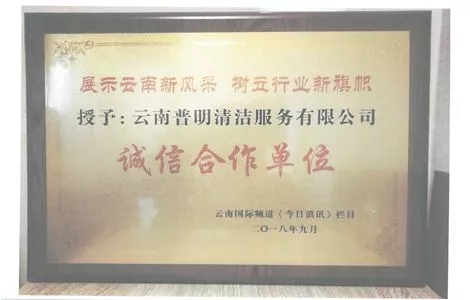 展示云南新风采 树立行业新旗帜
授予：云南普明清洁服务有限公司
诚信合作单位
云南国际频道《今日滇讯》栏目
二〇一八年九月